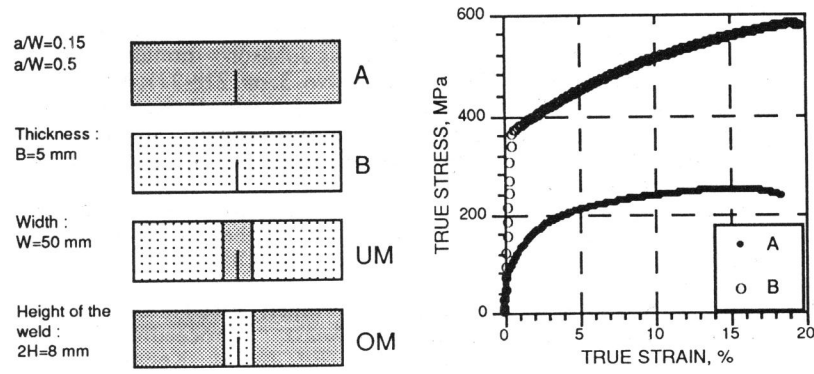 a/W=0.15
a/W=0.5
A
Thickness :
B=5 mm
B
Width :
W=50 mm
UM
Height of the
weld :
2H=8 mm
OM
600
400
200
0
TRUE STRESS, MPa
A
B
0
5
10
15
20
TRUE STRAIN, %